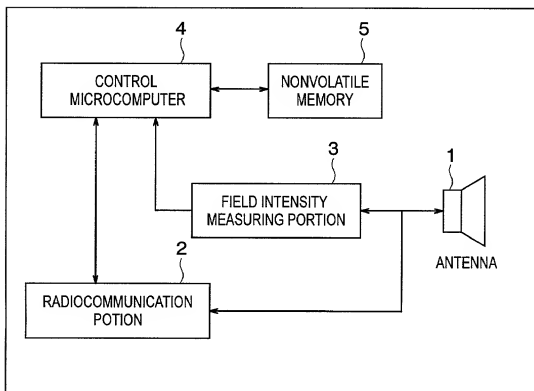 4
5
CONTROL
MICROCOMPUTER
NONVOLATILE
MEMORY
3
1
FIELD INTENSITY
MEASURING PORTION
ANTENNA
2
RADIOCOMMUNICATION
POTION